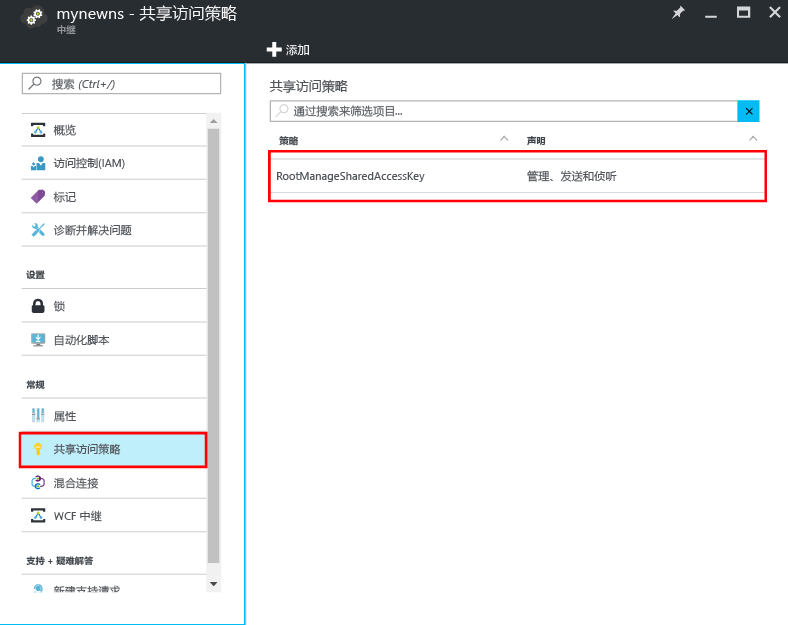 mynewns - 共享访问策略
中继
添加
搜索 (Ctrl+/)
概览
访问控制(IAM)
标记
诊断并解决问题
设置
锁
自动化脚本
常规
属性
共享访问策略
混合连接
WCF 中继
支持 + 疑难解答
新建支持请求
共享访问策略
通过搜索来筛选项目...
策略 声明
RootManageSharedAccessKey 管理、发送和侦听